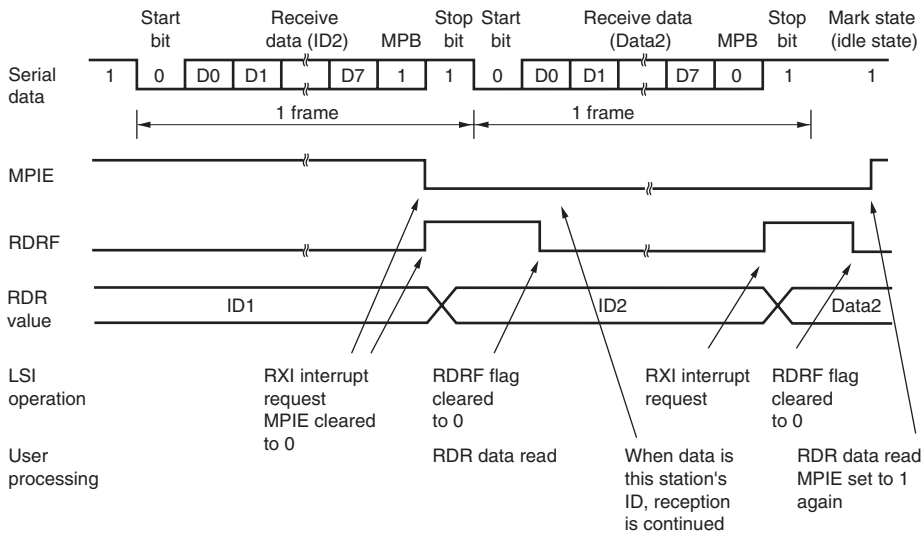 Start bit
Receive data (ID2)
MPB
Stop bit
Start bit
Receive data (Data2)
MPB
Stop bit
Mark state (idle state)
Serial data
1 0 D0 D1 D7 1 1 0 D0 D1 D7 0 1 1
1 frame
1 frame
MPIE
RDRF
RDR value
ID1
ID2
Data2
LSI operation
RXI interrupt request MPIE cleared to 0
RDRF flag cleared to 0
RXI interrupt request
RDRF flag cleared to 0
User processing
RDR data read
When data is this station's ID, reception is continued
RDR data read MPIE set to 1 again